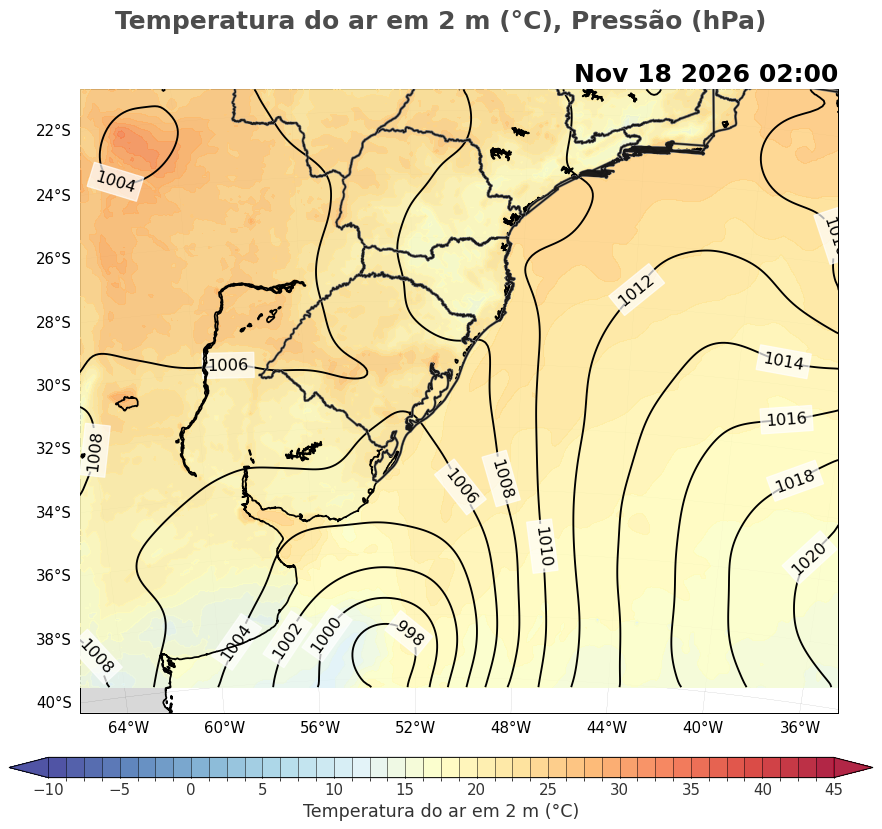 Temperatura do ar em 2 m (°C), Pressão (hPa)
Nov 18 2026 02:00
22°S
24°S
26°S
28°S
30°S
32°S
34°S
36°S
38°S
40°S
1004
1012
1006
1014
1008
1016
1006
1008
1018
1010
1020
1004
1002
1000
998
1008
64°W 60°W 56°W 52°W 48°W 44°W 40°W 36°W
−10 −5 0 5 10 15 20 25 30 35 40 45
Temperatura do ar em 2 m (°C)